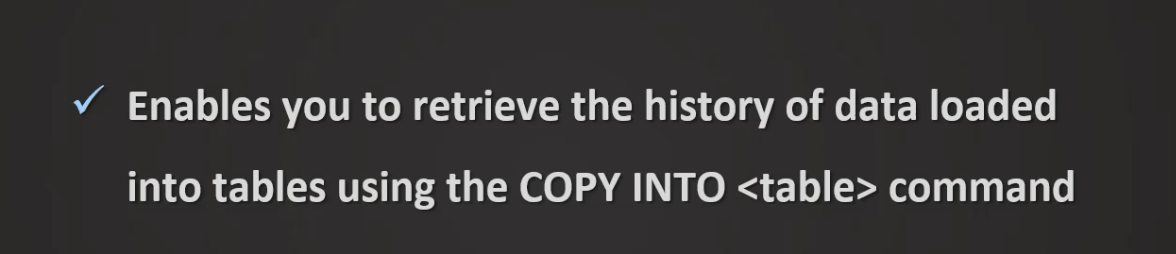 ✓ Enables you to retrieve the history of data loaded
into tables using the COPY INTO <table> command